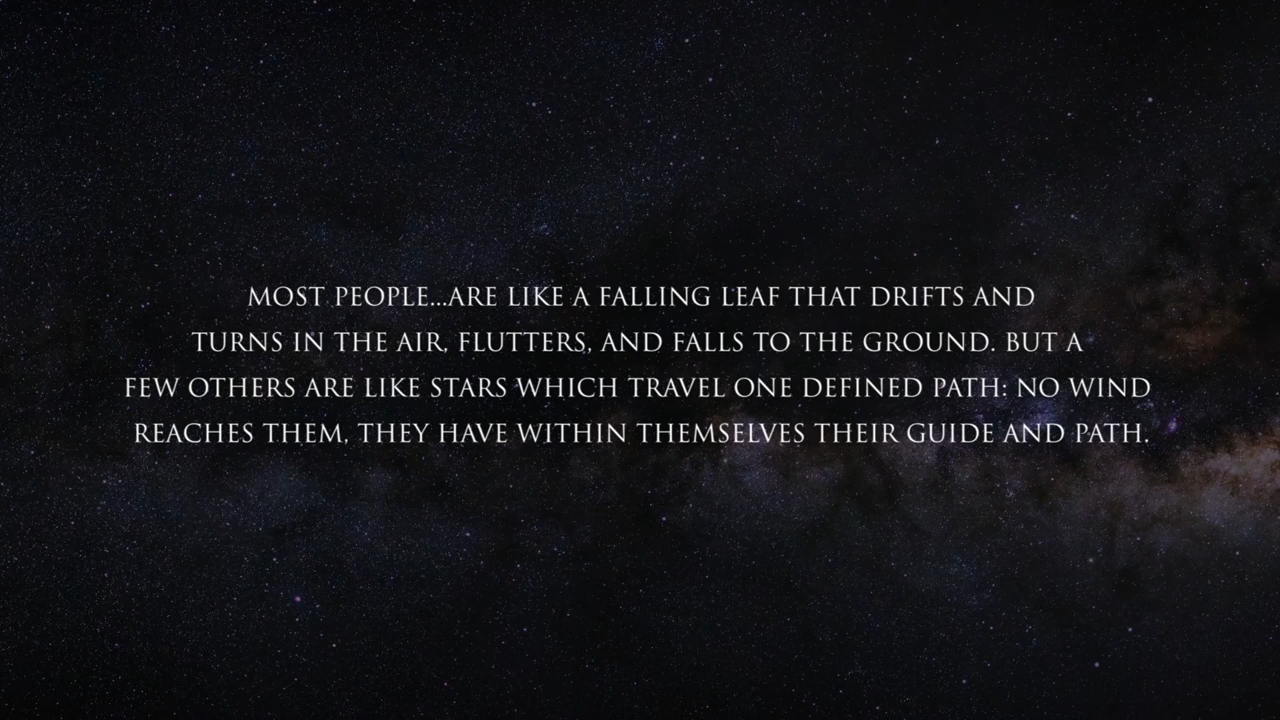 MOST PEOPLE...ARE LIKE A FALLING LEAF THAT DRIFTS AND
TURNS IN THE AIR, FLUTTERS, AND FALLS TO THE GROUND. BUT A
FEW OTHERS ARE LIKE STARS WHICH TRAVEL ONE DEFINED PATH: NO WIND
REACHES THEM, THEY HAVE WITHIN THEMSELVES THEIR GUIDE AND PATH.